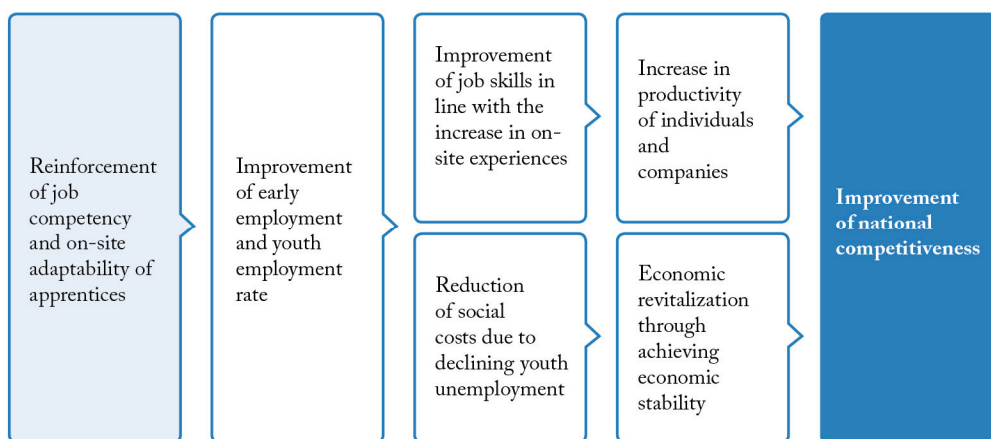 Reinforcement
of job
competency
and on-site
adaptability of
apprentices
Improvement
of early
employment
and youth
employment
rate
Improvement
of job skills in
line with the
increase in on-
site experiences
Reduction
of social
costs due to
declining youth
unemployment
Increase in
productivity
of individuals
and
companies
Economic
revitalization
through
achieving
economic
stability
Improvement
of national
competitiveness